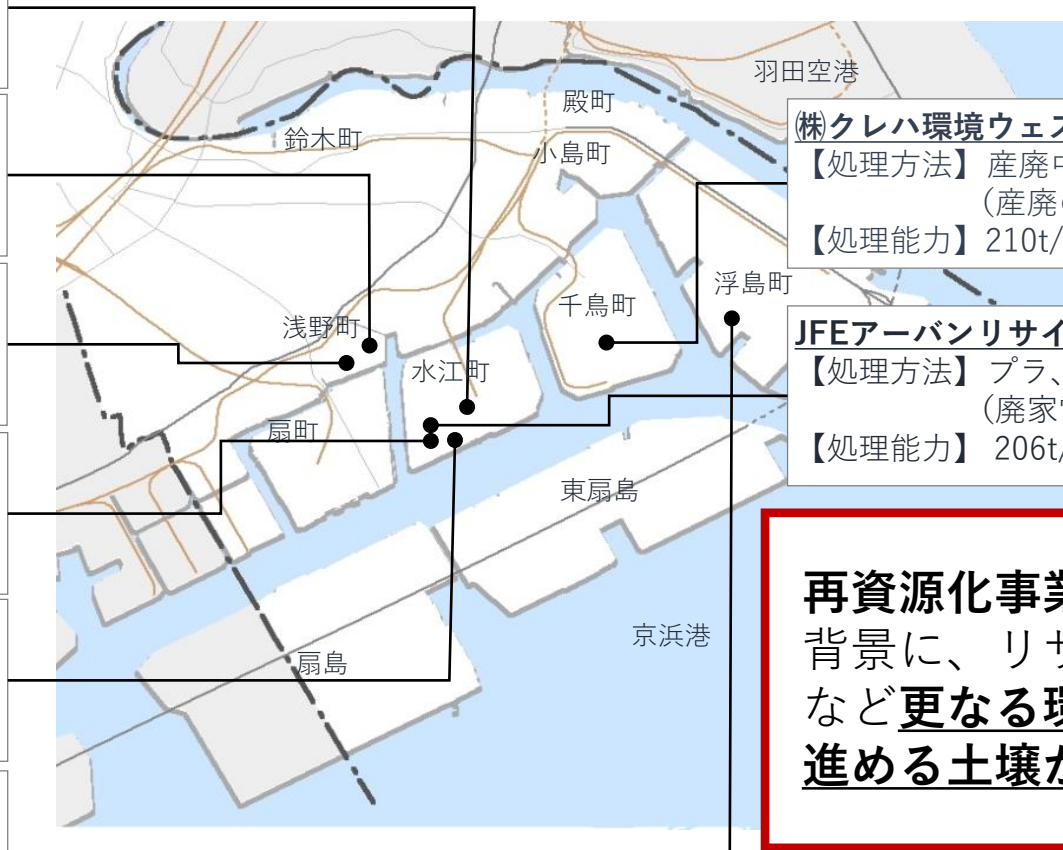 羽田空港
殿町
鈴木町
小島町
浮島町
千鳥町
浅野町
水江町
扇町
東扇島
京浜港
扇島
㈱クレハ環境ウェス
【処理方法】産廃
(産廃
【処理能力】210t/
JFEアーバンリサイ
【処理方法】プラ、
(廃家
【処理能力】 206t/
再資源化事業
背景に、リサ
など更なる環
進める土壌が